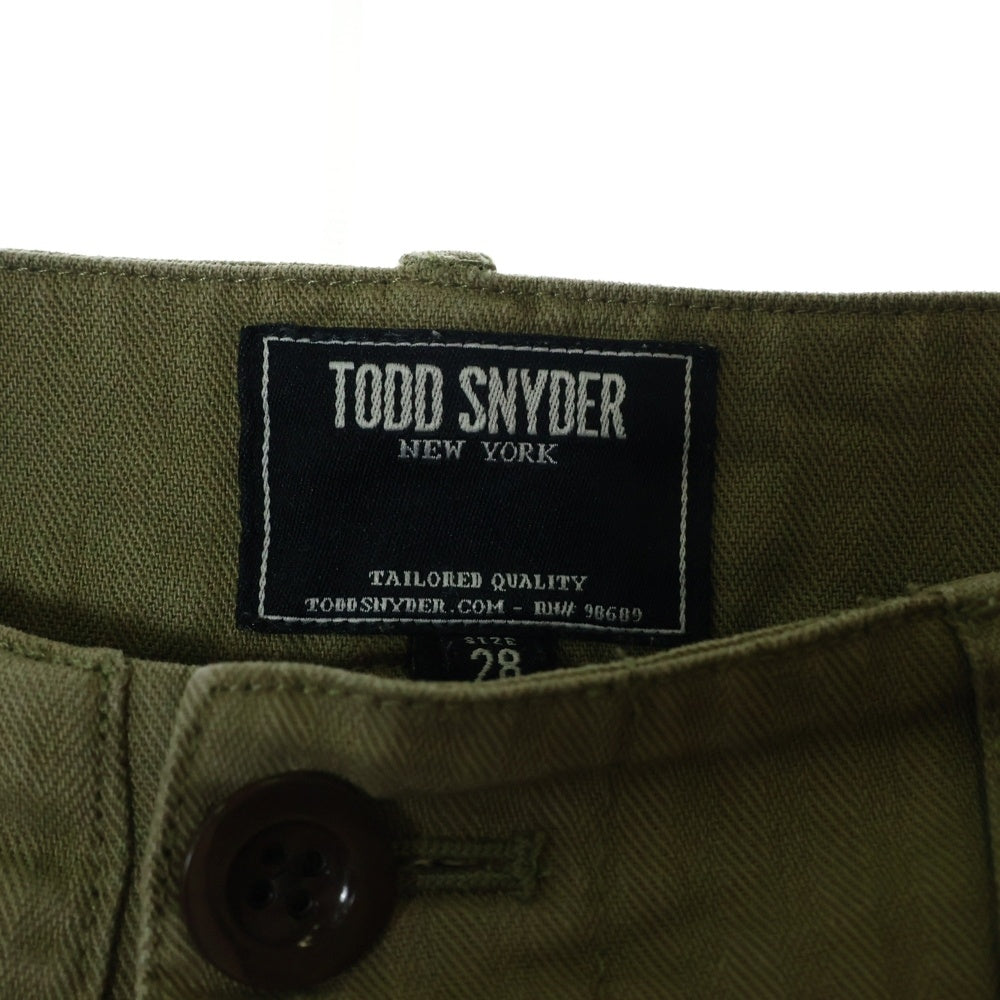 TODD SNYDER
NEW YORK
TAILORED QUALITY
TODDSNYDER.COM - RN# 98689
SIZE
28